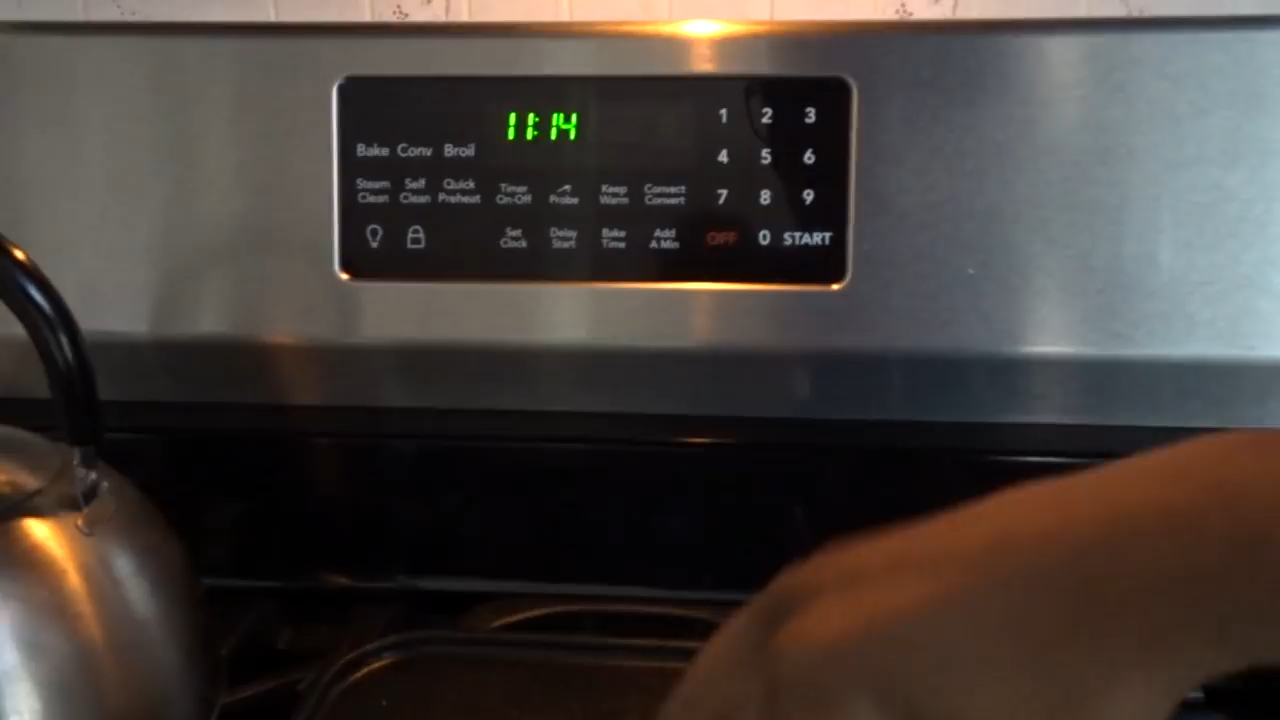 11:14
1 2 3
Bake Conv Broil
4 5 6
Steam Clean Self Clean Quick Preheat Timer On-Off Probe Keep Warm Convect Convert
7 8 9
Set Clock Delay Start Bake Time Add A Min OFF 0 START